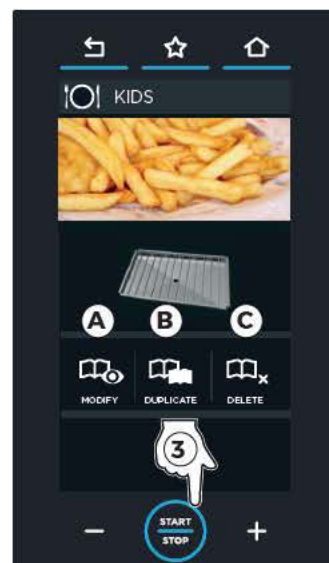 KIDS
A B C
MODIFY DUPLICATE DELETE
3
START
STOP